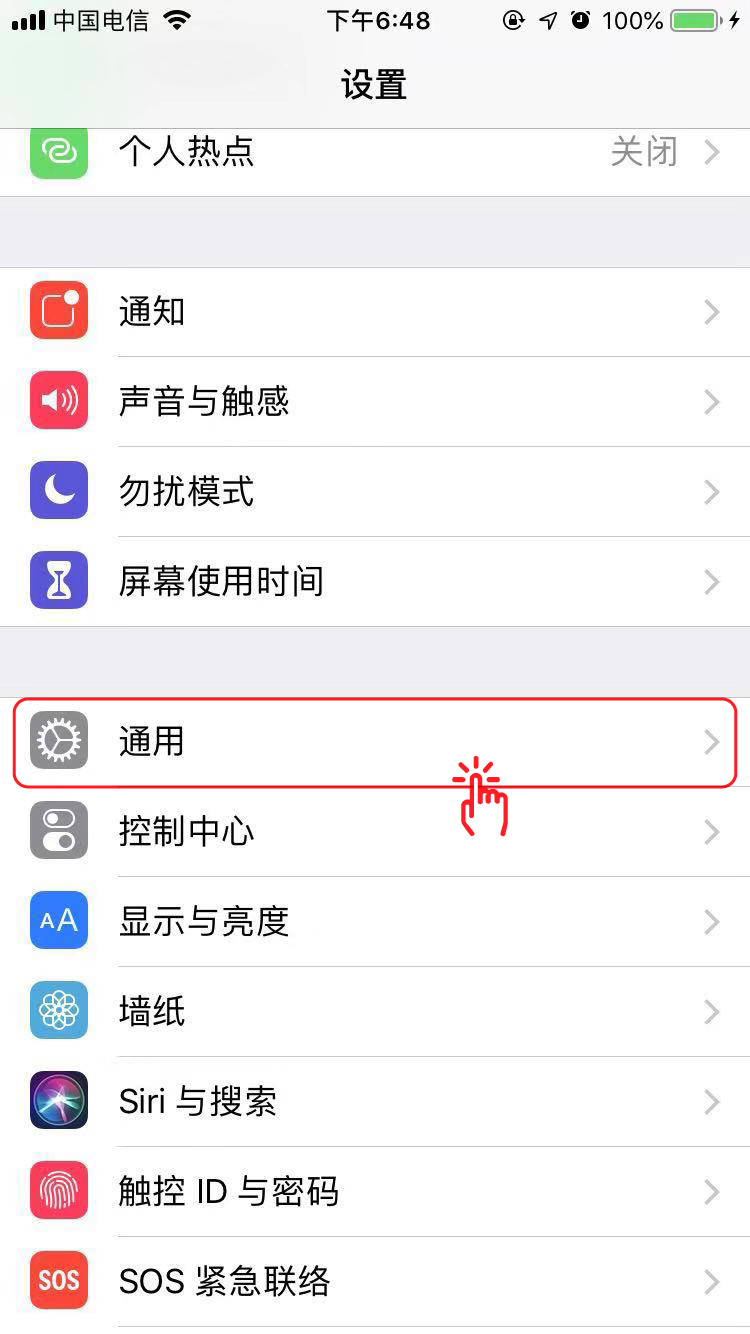 中国电信 下午6:48 100%
设置
个人热点 关闭
通知
声音与触感
勿扰模式
屏幕使用时间
通用
控制中心
AA 显示与亮度
墙纸
Siri 与搜索
触控 ID 与密码
SOS SOS 紧急联络